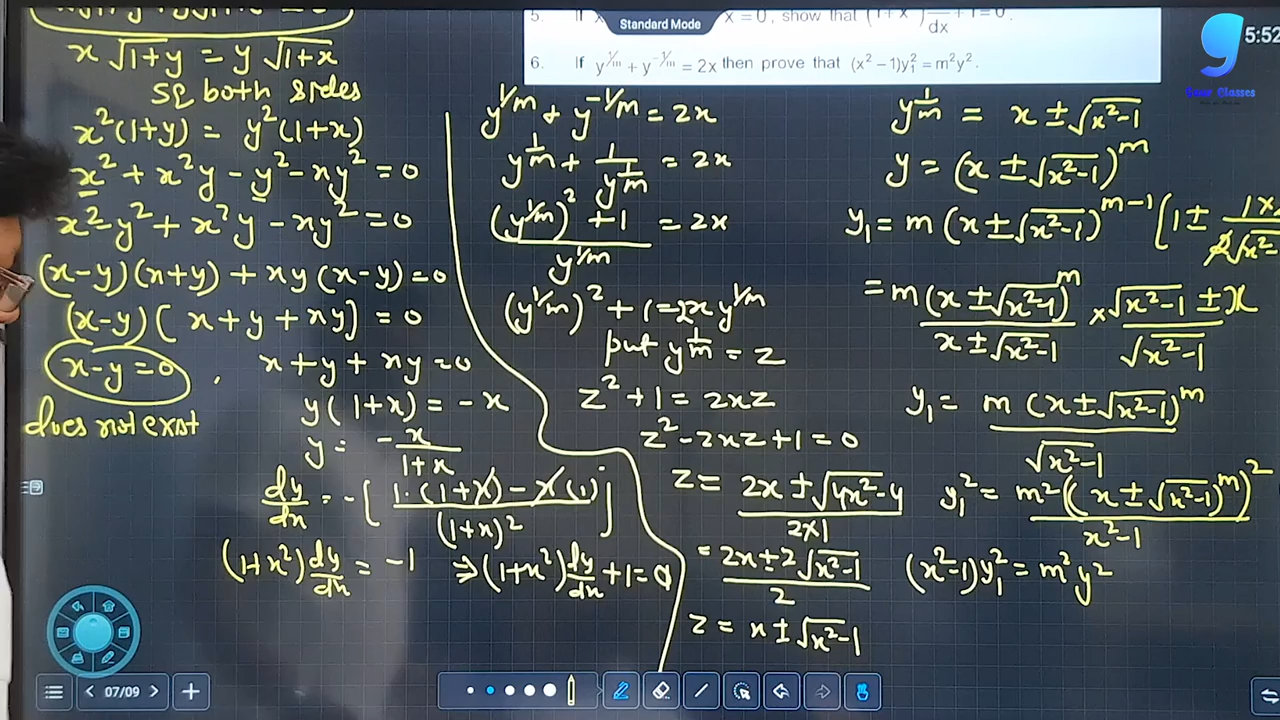 5. If x
x = 0, show that (1+x
dx
+1=0.
Standard Mode
5:52
6. If y^{1/m} + y^{-1/m} = 2x then prove that (x² – 1)y₁² = m²y².
x √1+y = y √1+x
sq both sides
x²(1+y) = y²(1+x)
x² + x²y - y² - xy² = 0
x² - y² + x²y - xy² = 0
(x-y)(x+y) + xy(x-y) = 0
(x-y)[x+y+xy] = 0
x-y=0, x+y+xy=0
does not exist
y(1+x) = -x
y = -x/(1+x)
dy/dx = -[(1·(1+x) - x(1))/(1+x)²]
(1+x²)dy/dx = -1 ⇒ (1+x²)dy/dx + 1 = 0
y^{1/m} + y^{-1/m} = 2x
y^{1/m} + 1/y^{1/m} = 2x
((y^{1/m})² + 1)/y^{1/m} = 2x
(y^{1/m})² + 1 = 2x y^{1/m}
put y^{1/m} = z
z² + 1 = 2xz
z² - 2xz + 1 = 0
z = (2x ± √4x²-4)/2×1
= (2x ± 2√x²-1)/2
z = x ± √x²-1
y^{1/m} = x ± √x²-1
y = (x ± √x²-1)^m
y₁ = m(x ± √x²-1)^{m-1} [1 ±
= m(x ± √x²-1)^m/(x ± √x²-1) × (√x²-1 ± x)/√x²-1
y₁ = m(x ± √x²-1)^m/√x²-1
y₁² = m²((x ± √x²-1)^m)²/(x²-1)
(x²-1)y₁² = m²y²
07/09